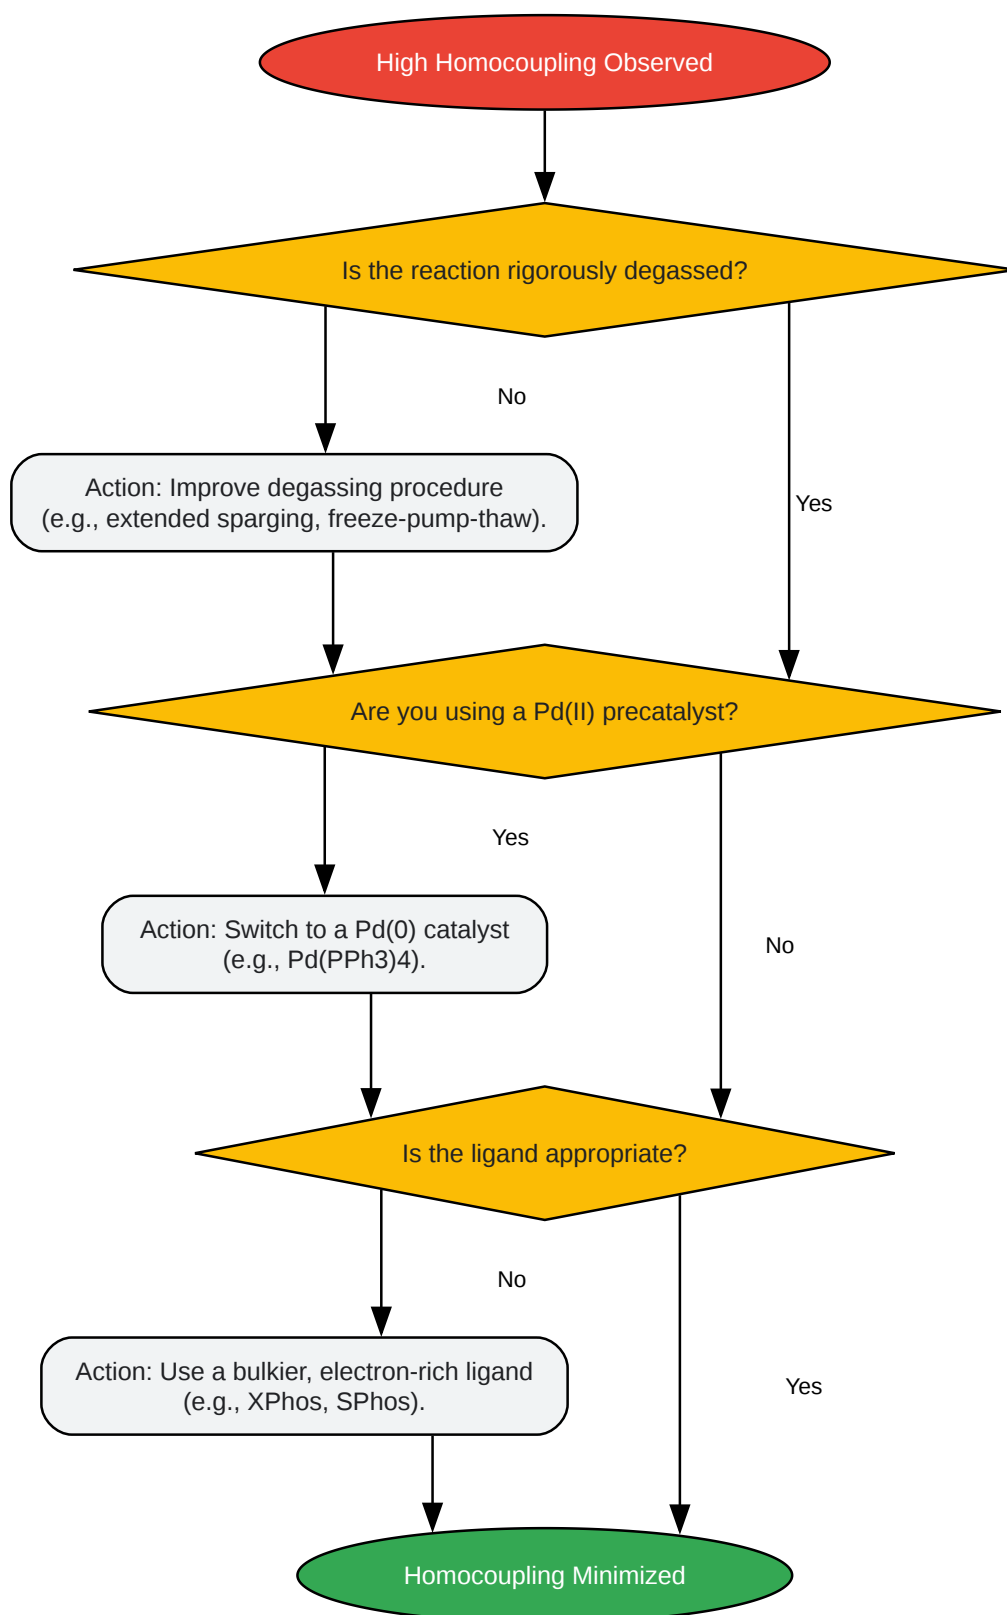 High Homocoupling Observed
Is the reaction rigorously degassed?
No
Action: Improve degassing procedure
(e.g., extended sparging, freeze-pump-thaw).
Yes
Are you using a Pd(II) precatalyst?
Yes
Action: Switch to a Pd(0) catalyst
(e.g., Pd(PPh3)4).
No
Is the ligand appropriate?
No
Action: Use a bulkier, electron-rich ligand
(e.g., XPhos, SPhos).
Yes
Homocoupling Minimized